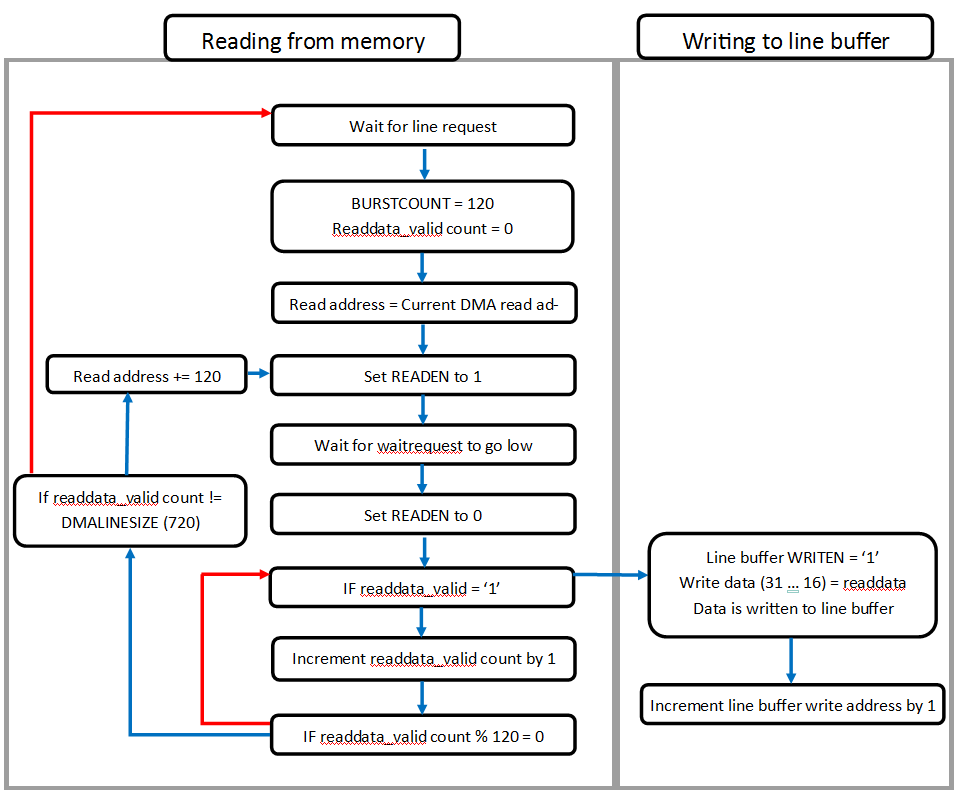 Reading from memory
Writing to line buffer
Wait for line request
BURSTCOUNT = 120
Readdata_valid count = 0
Read address = Current DMA read ad-
Read address += 120
Set READEN to 1
Wait for waitrequest to go low
If readdata_valid count !=
DMALINESIZE (720)
Set READEN to 0
IF readdata_valid = ‘1’
Line buffer WRITEN = ‘1’
Write data (31 … 16) = readdata
Data is written to line buffer
Increment readdata_valid count by 1
Increment line buffer write address by 1
IF readdata_valid count % 120 = 0